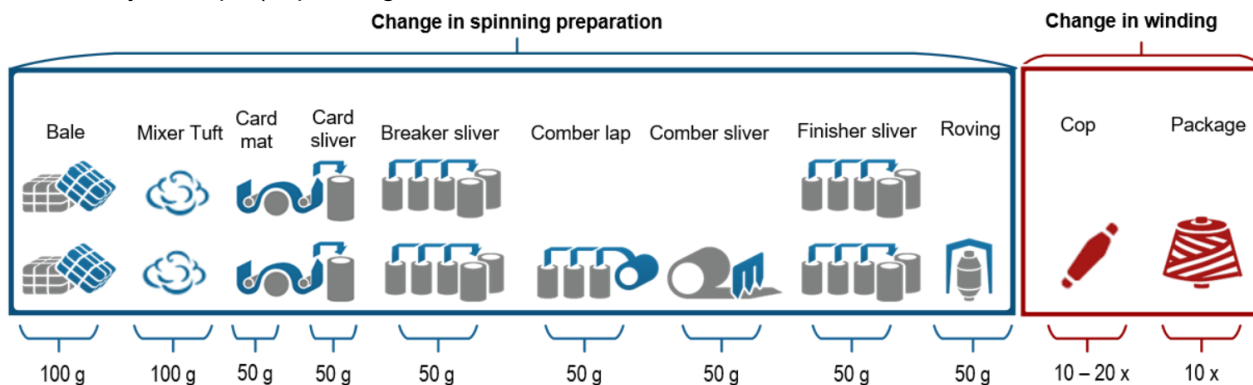 Change in spinning preparation
Change in winding
Bale
Mixer Tuft
Card
mat
Card
sliver
Breaker sliver
Comber lap
Comber sliver
Finisher sliver
Roving
Cop
Package
100 g
100 g
50 g
50 g
50 g
50 g
50 g
50 g
50 g
10 – 20 x
10 x